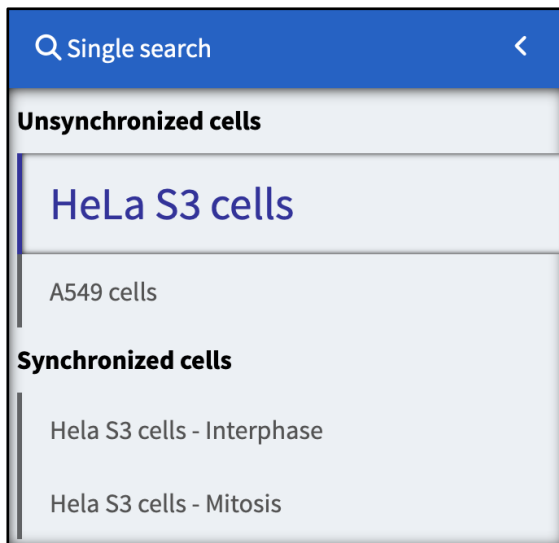 Single search
Unsynchronized cells
HeLa S3 cells
A549 cells
Synchronized cells
Hela S3 cells - Interphase
Hela S3 cells - Mitosis